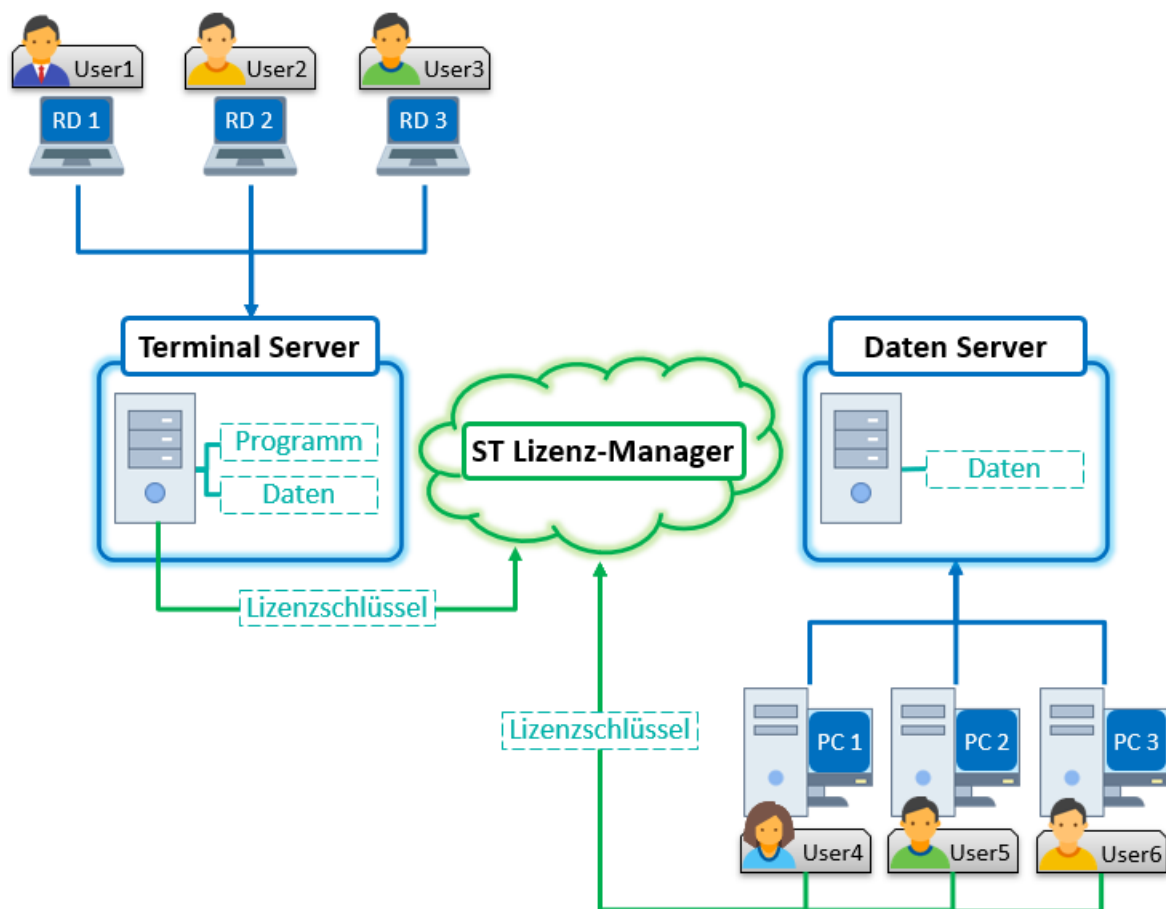 User1
User2
User3
RD 1
RD 2
RD 3
Terminal Server
Daten Server
Programm
Daten
ST Lizenz-Manager
Daten
Lizenzschlüssel
Lizenzschlüssel
PC 1
PC 2
PC 3
User4
User5
User6